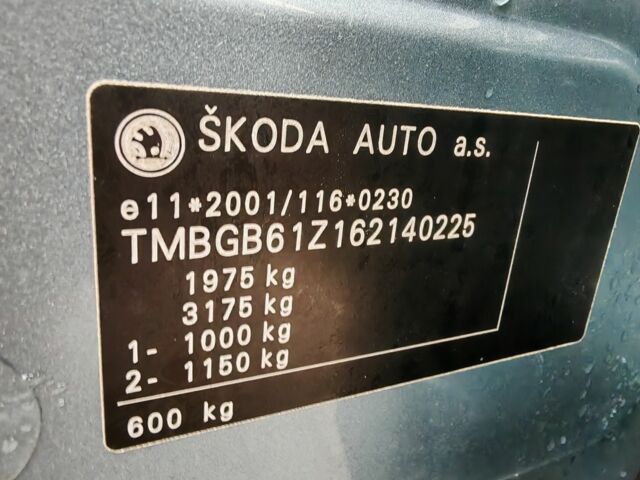 ŠKODA AUTO a.s.
e11*2001/116*0230
TMBGB61Z162140225
1975 kg
3175 kg
1- 1000 kg
2- 1150 kg
600 kg